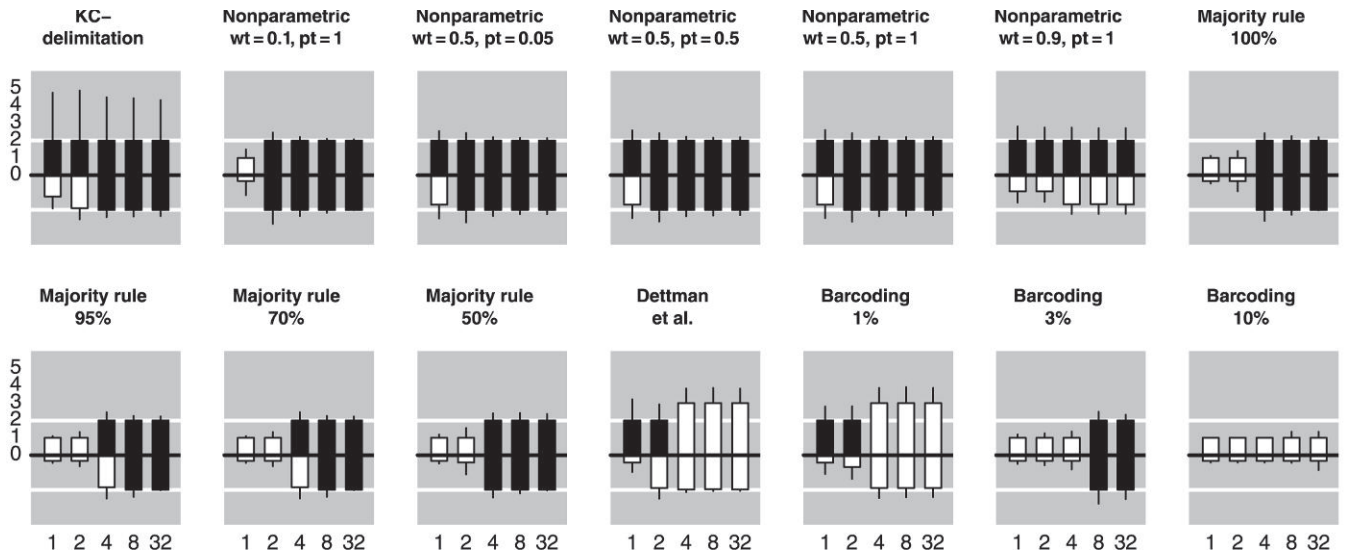 KC–
delimitation
Nonparametric
wt = 0.1, pt = 1
Nonparametric
wt = 0.5, pt = 0.05
Nonparametric
wt = 0.5, pt = 0.5
Nonparametric
wt = 0.5, pt = 1
Nonparametric
wt = 0.9, pt = 1
Majority rule
100%
5
4
3
2
1
0
Majority rule
95%
Majority rule
70%
Majority rule
50%
Dettman
et al.
Barcoding
1%
Barcoding
3%
Barcoding
10%
5
4
3
2
1
0
1 2 4 8 32
1 2 4 8 32
1 2 4 8 32
1 2 4 8 32
1 2 4 8 32
1 2 4 8 32
1 2 4 8 32